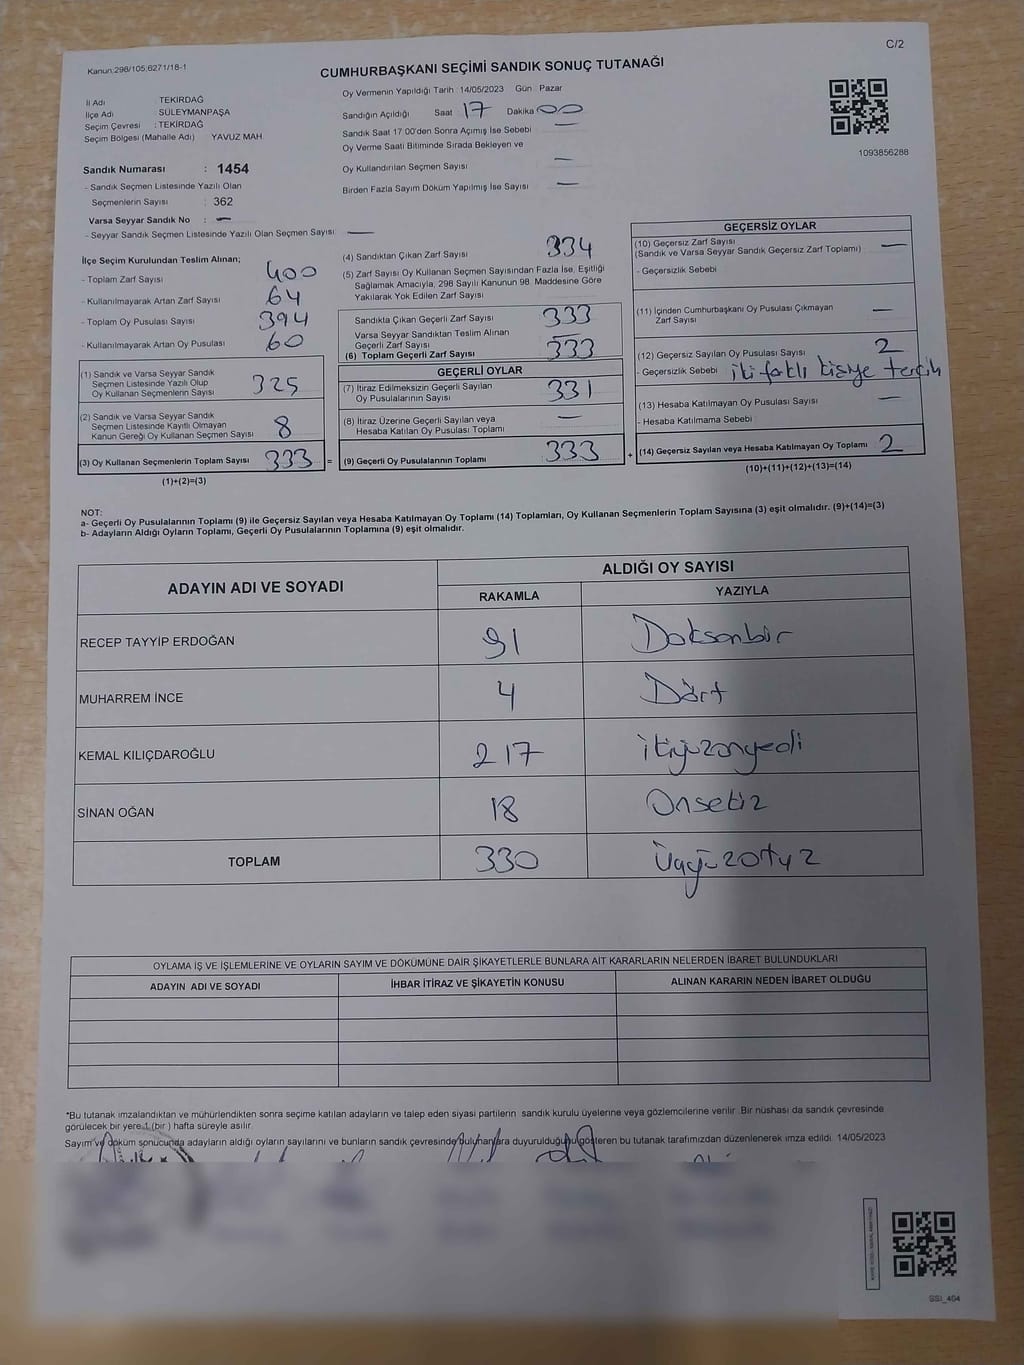 C/2
Kanun:298/105;6271/18-1
CUMHURBAŞKANI SEÇİMİ SANDIK SONUÇ TUTANAĞI
İl Adı : TEKİRDAĞ
İlçe Adı : SÜLEYMANPAŞA
Seçim Çevresi : TEKİRDAĞ
Seçim Bölgesi (Mahalle Adı) YAVUZ MAH
Sandık Numarası : 1454
- Sandık Seçmen Listesinde Yazılı Olan
Seçmenlerin Sayısı : 362
Varsa Seyyar Sandık No : —
- Seyyar Sandık Seçmen Listesinde Yazılı Olan Seçmen Sayısı —
Oy Vermenin Yapıldığı Tarih 14/05/2023 Gün Pazar
Sandığın Açıldığı Saat 17 Dakika 00
Sandık Saat 17 00'den Sonra Açımış İse Sebebi —
Oy Verme Saati Bitiminde Sırada Bekleyen ve
Oy Kullandırılan Seçmen Sayısı —
Birden Fazla Sayım Döküm Yapılmış İse Sayısı —
1093856288
İlçe Seçim Kurulundan Teslim Alınan;
- Toplam Zarf Sayısı 400
- Kullanılmayarak Artan Zarf Sayısı 64
- Toplam Oy Pusulası Sayısı 394
- Kullanılmayarak Artan Oy Pusulası 60
(1) Sandık ve Varsa Seyyar Sandık
Seçmen Listesinde Yazılı Olup
Oy Kullanan Seçmenlerin Sayısı 325
(2) Sandık ve Varsa Seyyar Sandık
Seçmen Listesinde Kayıtlı Olmayan
Kanun Gereği Oy Kullanan Seçmen Sayısı 8
(3) Oy Kullanan Seçmenlerin Toplam Sayısı 333 =
(1)+(2)=(3)
(4) Sandıktan Çıkan Zarf Sayısı 334
(5) Zarf Sayısı Oy Kullanan Seçmen Sayısından Fazla İse, Eşitliği
Sağlamak Amacıyla, 298 Sayılı Kanunun 98. Maddesine Göre
Yakılarak Yok Edilen Zarf Sayısı
Sandıkta Çıkan Geçerli Zarf Sayısı 333
Varsa Seyyar Sandıktan Teslim Alınan
Geçerli Zarf Sayısı —
(6) Toplam Geçerli Zarf Sayısı 333
GEÇERLİ OYLAR
(7) İtiraz Edilmeksizin Geçerli Sayılan
Oy Pusulalarının Sayısı 331
(8) İtiraz Üzerine Geçerli Sayılan veya
Hesaba Katılan Oy Pusulası Toplamı —
(9) Geçerli Oy Pusulalarının Toplamı 333 +
GEÇERSİZ OYLAR
(10) Geçersiz Zarf Sayısı
(Sandık ve Varsa Seyyar Sandık Geçersiz Zarf Toplamı) —
- Geçersizlik Sebebi
(11) İçinden Cumhurbaşkanı Oy Pusulası Çıkmayan
Zarf Sayısı —
(12) Geçersiz Sayılan Oy Pusulası Sayısı 2
- Geçersizlik Sebebi iki farklı kişiye tercih
(13) Hesaba Katılmayan Oy Pusulası Sayısı —
- Hesaba Katılmama Sebebi
(14) Geçersiz Sayılan veya Hesaba Katılmayan Oy Toplamı 2
(10)+(11)+(12)+(13)=(14)
NOT:
a- Geçerli Oy Pusulalarının Toplamı (9) ile Geçersiz Sayılan veya Hesaba Katılmayan Oy Toplamı (14) Toplamları, Oy Kullanan Seçmenlerin Toplam Sayısına (3) eşit olmalıdır. (9)+(14)=(3)
b- Adayların Aldığı Oyların Toplamı, Geçerli Oy Pusulalarının Toplamına (9) eşit olmalıdır.
ADAYIN ADI VE SOYADI
ALDIĞI OY SAYISI
RAKAMLA YAZIYLA
RECEP TAYYİP ERDOĞAN 91 Doksanbir
MUHARREM İNCE 4 Dört
KEMAL KILIÇDAROĞLU 217 ikiyüzonyedi
SİNAN OĞAN 18 Onsekiz
TOPLAM 330 Üçyüzotuz
OYLAMA İŞ VE İŞLEMLERİNE VE OYLARIN SAYIM VE DÖKÜMÜNE DAİR ŞİKAYETLERLE BUNLARA AİT KARARLARIN NELERDEN İBARET BULUNDUKLARI
ADAYIN ADI VE SOYADI İHBAR İTİRAZ VE ŞİKAYETİN KONUSU ALINAN KARARIN NEDEN İBARET OLDUĞU
*Bu tutanak imzalandıktan ve mühürlendikten sonra seçime katılan adayların ve talep eden siyasi partilerin sandık kurulu üyelerine veya gözlemcilerine verilir. Bir nüshası da sandık çevresinde
görülecek bir yere 1 (bir ) hafta süreyle asılır.
Sayım ve döküm sonucunda adayların aldığı oyların sayılarını ve bunların sandık çevresinde bulunanlara duyurulduğunu gösteren bu tutanak tarafımızdan düzenlenerek imza edildi. 14/05/2023
SSI_464